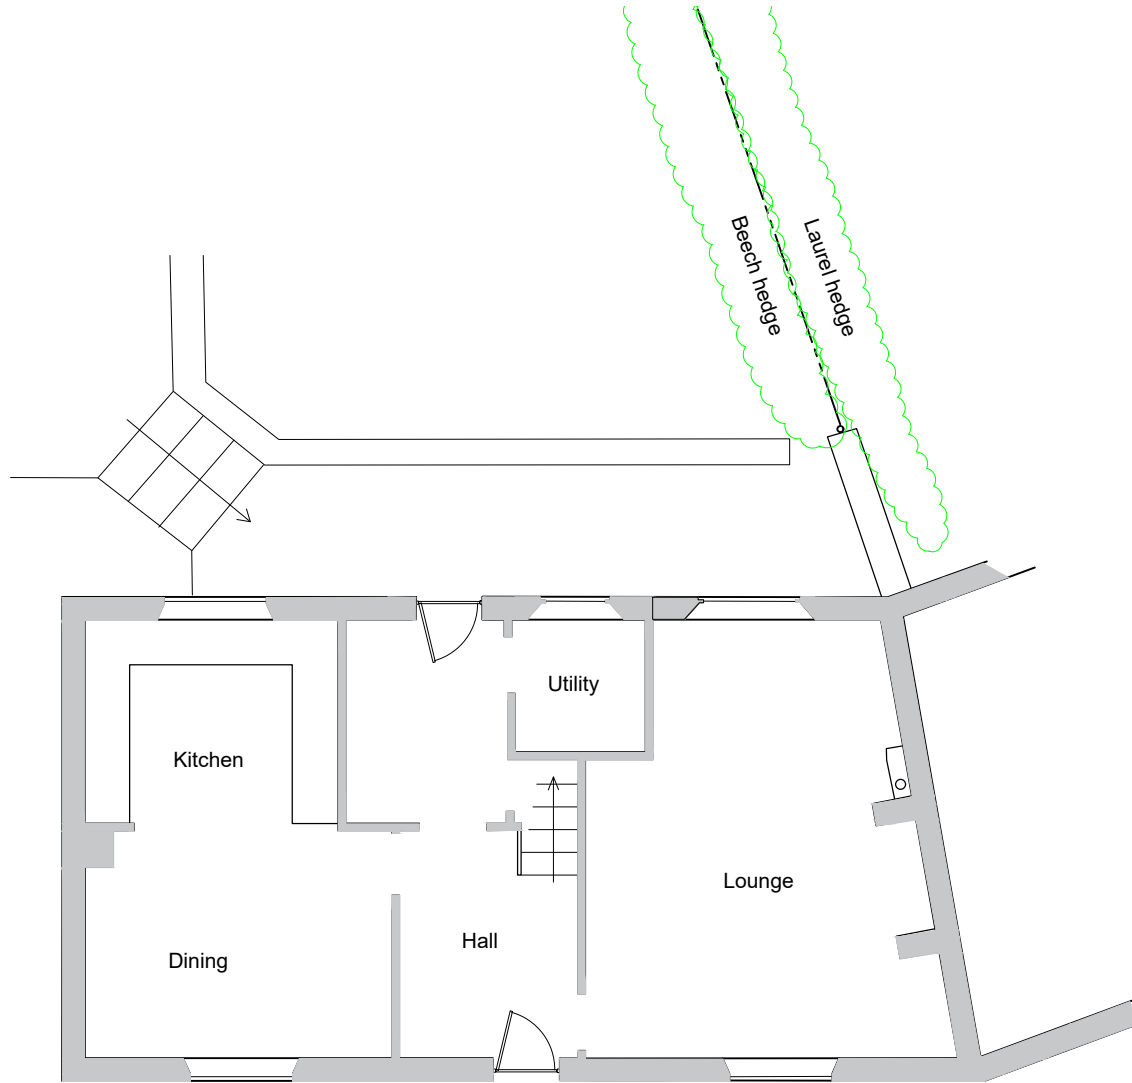 Beech hedge
Laurel hedge
Utility
Kitchen
Lounge
Hall
Dining